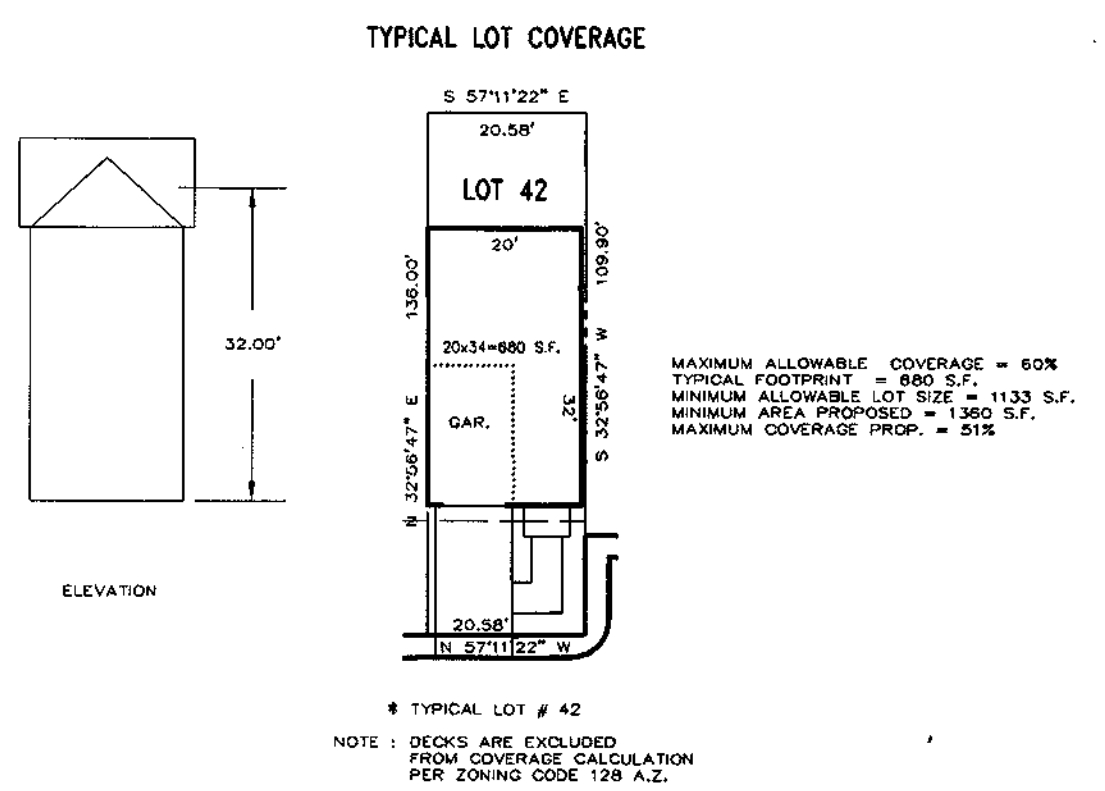 TYPICAL LOT COVERAGE
S 57°11'22" E
20.58'
LOT 42
20'
136.00'
109.90'
32.00'
20x34=680 S.F.
N 32°56'47" E
GAR.
32'
S 32°56'47" W
MAXIMUM ALLOWABLE COVERAGE = 60%
TYPICAL FOOTPRINT = 680 S.F.
MINIMUM ALLOWABLE LOT SIZE = 1133 S.F.
MINIMUM AREA PROPOSED = 1360 S.F.
MAXIMUM COVERAGE PROP. = 51%
ELEVATION
20.58'
N 57°11'22" W
* TYPICAL LOT # 42
NOTE : DECKS ARE EXCLUDED
FROM COVERAGE CALCULATION
PER ZONING CODE 128 A.Z.